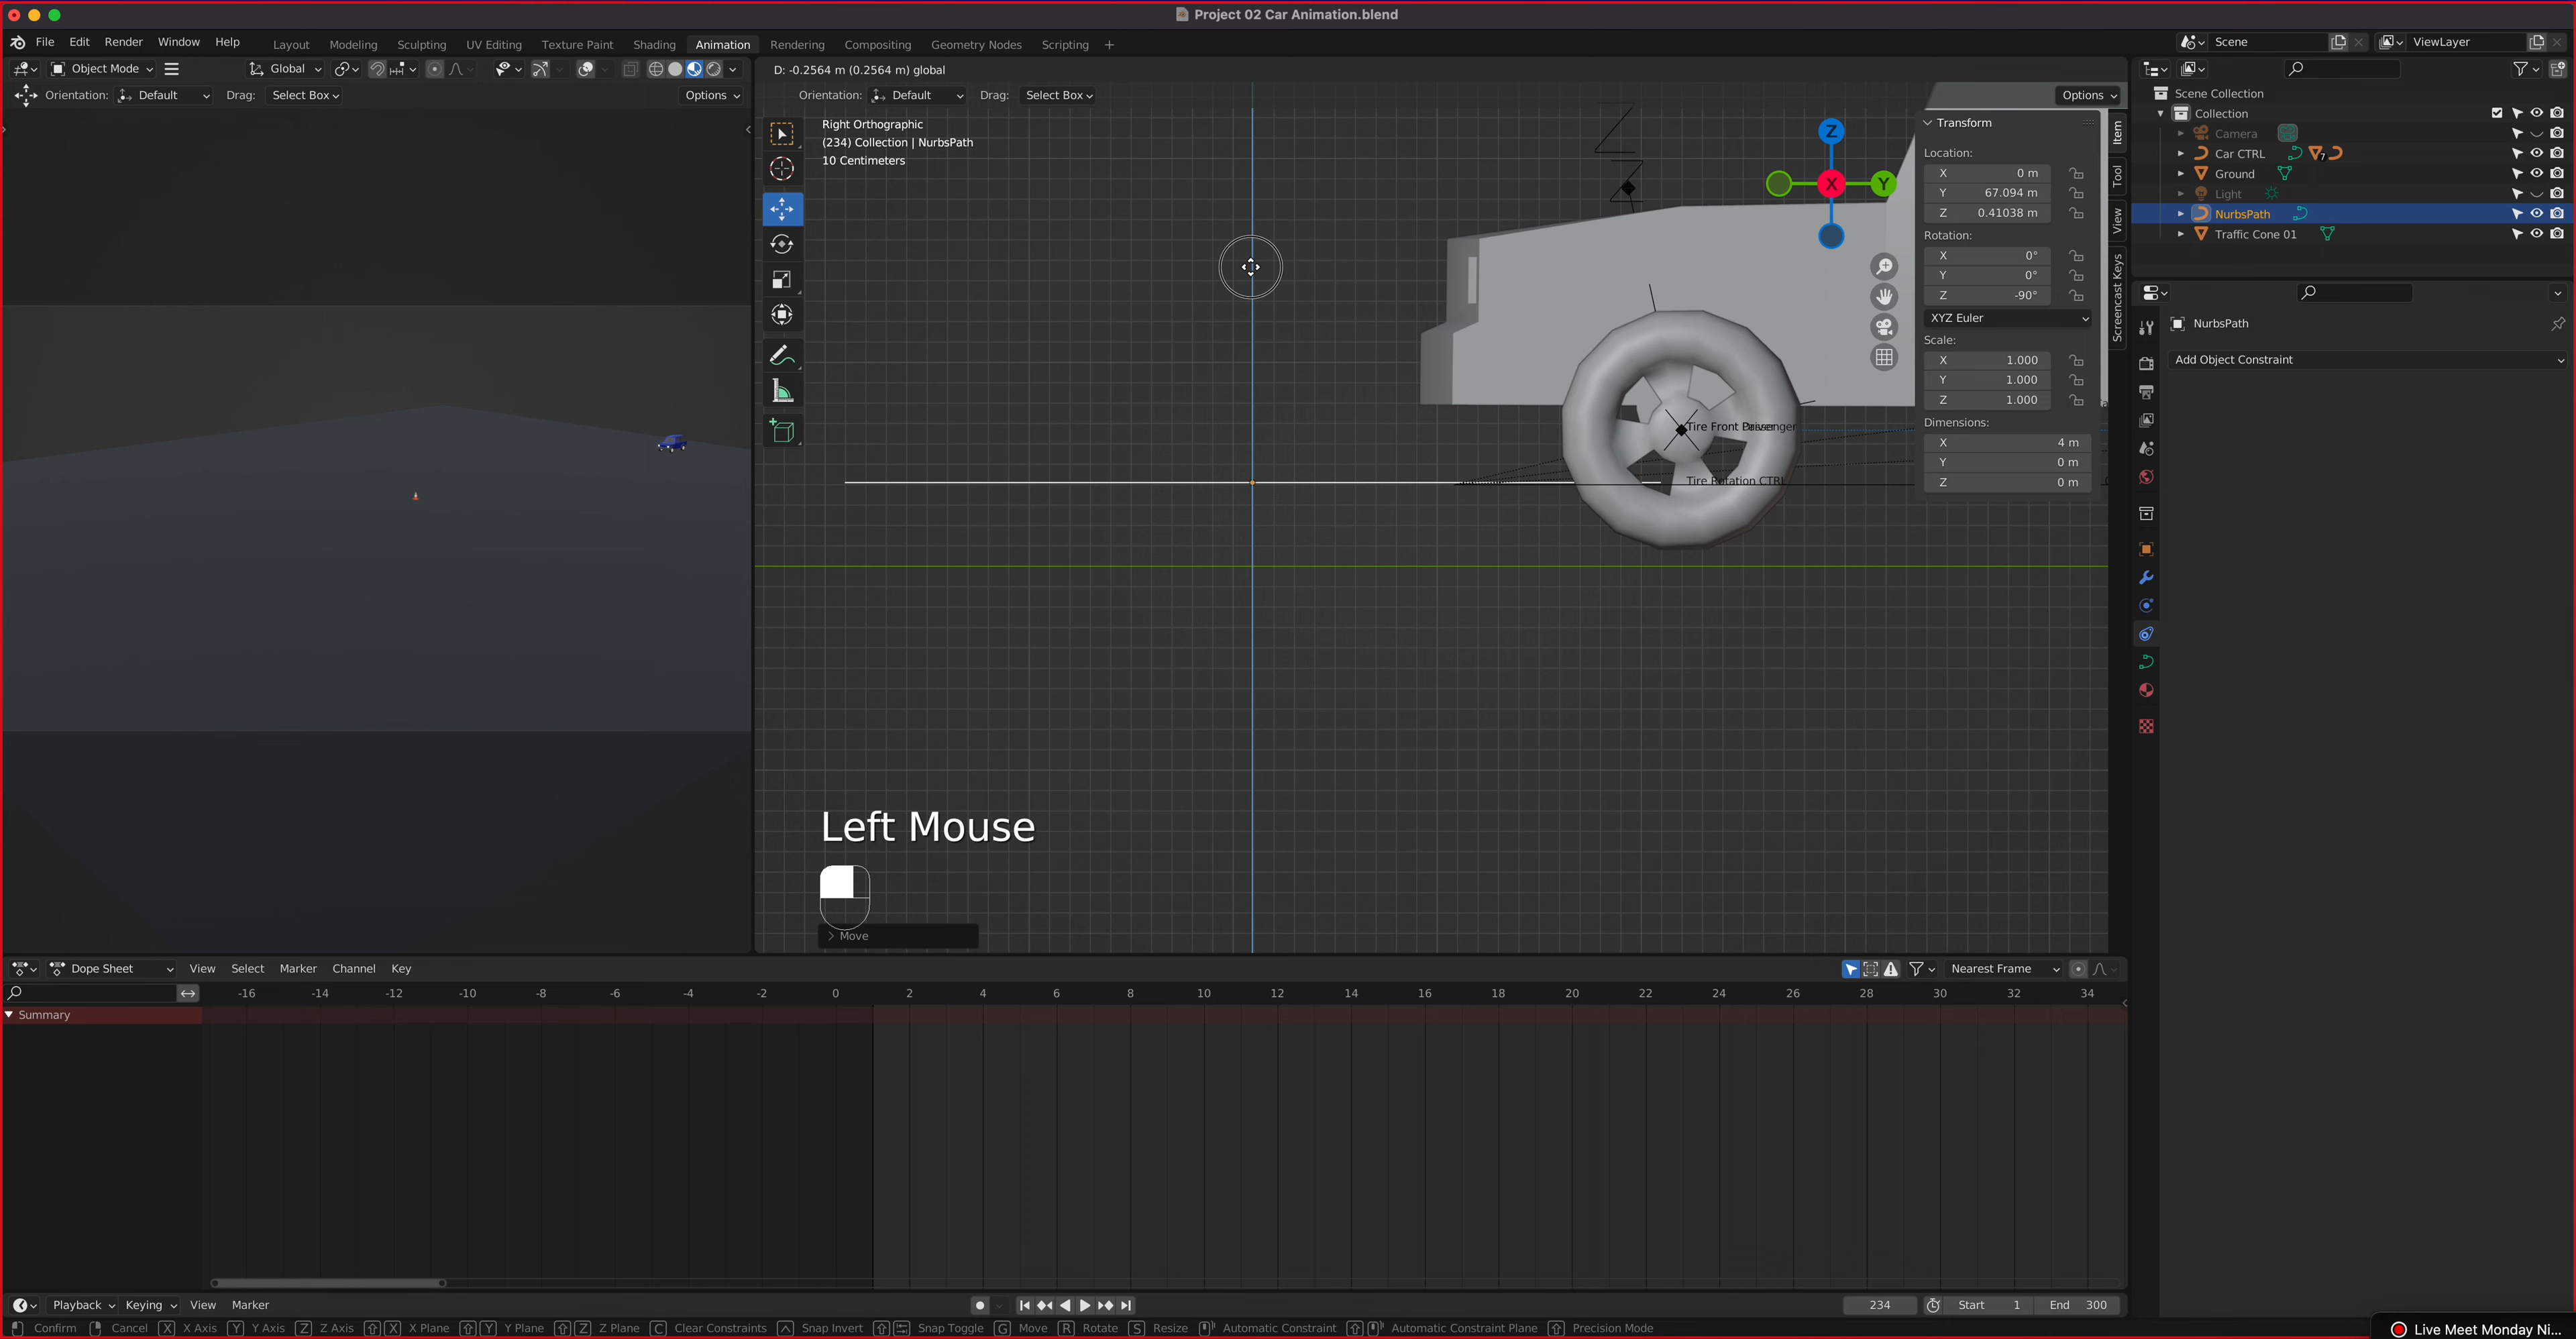 Project 02 Car Animation.blend
File Edit Render Window Help Layout Modeling Sculpting UV Editing Texture Paint Shading Animation Rendering Compositing Geometry Nodes Scripting + Scene ViewLayer
Object Mode Global D: -0.2564 m (0.2564 m) global
Orientation: Default Drag: Select Box Options Orientation: Default Drag: Select Box Options
Right Orthographic
(234) Collection | NurbsPath
10 Centimeters
Z
X
Y
Tire Rotation CTRL
Transform
Location:
X 0 m
Y 67.094 m
Z 0.41038 m
Rotation:
X 0°
Y 0°
Z -90°
XYZ Euler
Scale:
X 1.000
Y 1.000
Z 1.000
Dimensions:
X 4 m
Y 0 m
Z 0 m
Item
Tool
View
Screencast Keys
Scene Collection
Collection
Camera
Car CTRL 7
Ground
Light
NurbsPath
Traffic Cone 01
NurbsPath
Add Object Constraint
Left Mouse
Move
Dope Sheet View Select Marker Channel Key Nearest Frame
-16 -14 -12 -10 -8 -6 -4 -2 0 2 4 6 8 10 12 14 16 18 20 22 24 26 28 30 32 34
Summary
Playback Keying View Marker 234 Start 1 End 300
Confirm Cancel X X Axis Y Y Axis Z Z Axis X X Plane Y Y Plane Z Z Plane C Clear Constraints Snap Invert Snap Toggle G Move R Rotate S Resize Automatic Constraint Automatic Constraint Plane Precision Mode
Live Meet Monday Ni...